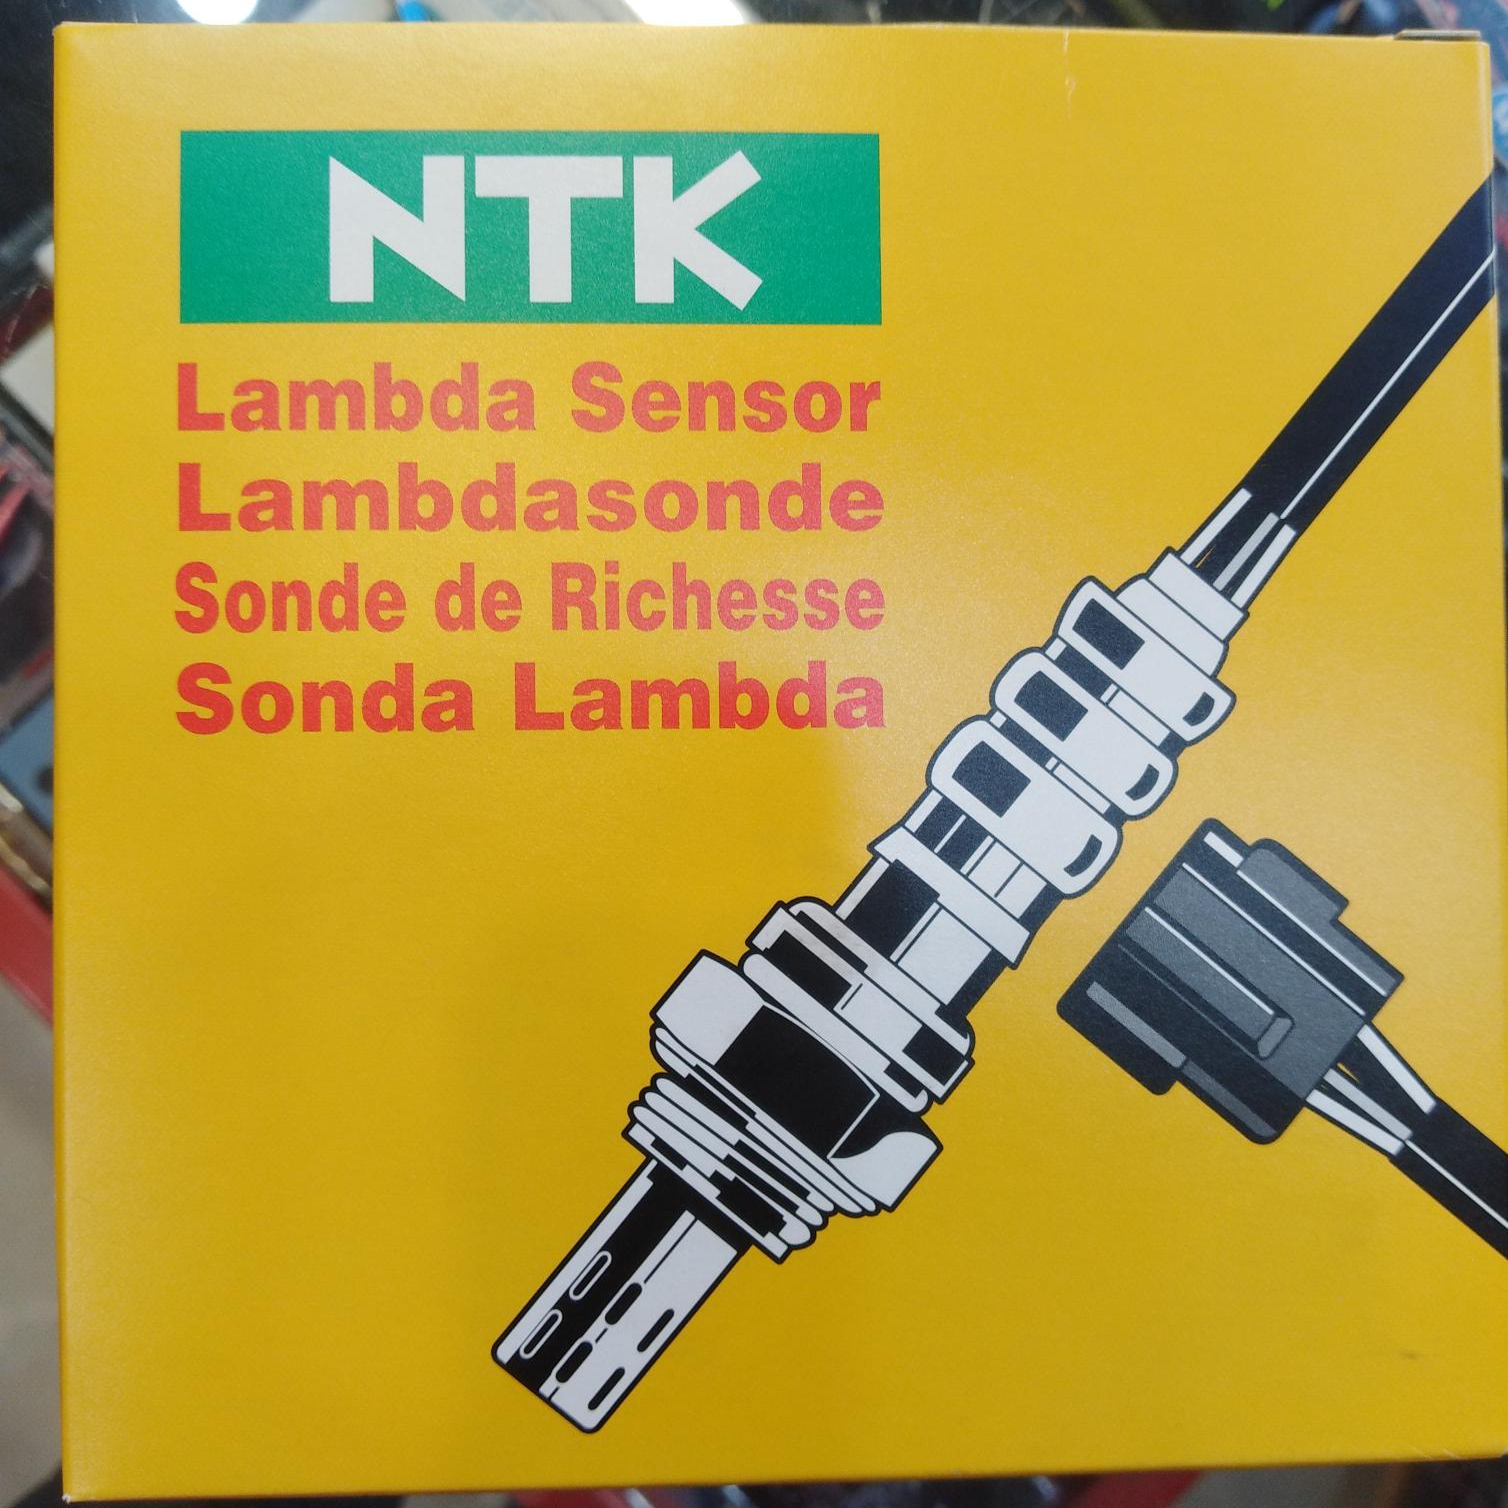 NTK
Lambda Sensor
Lambdasonde
Sonde de Richesse
Sonda Lambda